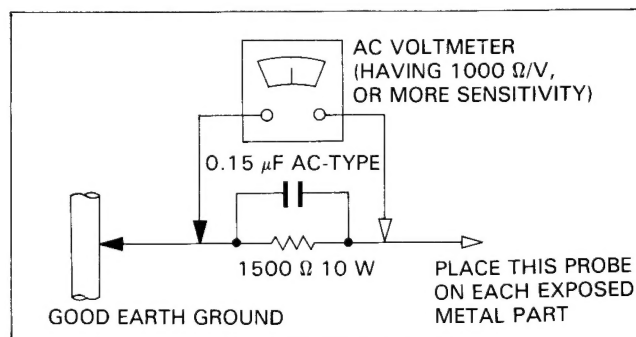 AC VOLTMETER
(HAVING 1000 Ω/V,
OR MORE SENSITIVITY)
0.15 µF AC-TYPE
1500 Ω 10 W
PLACE THIS PROBE
ON EACH EXPOSED
METAL PART
GOOD EARTH GROUND